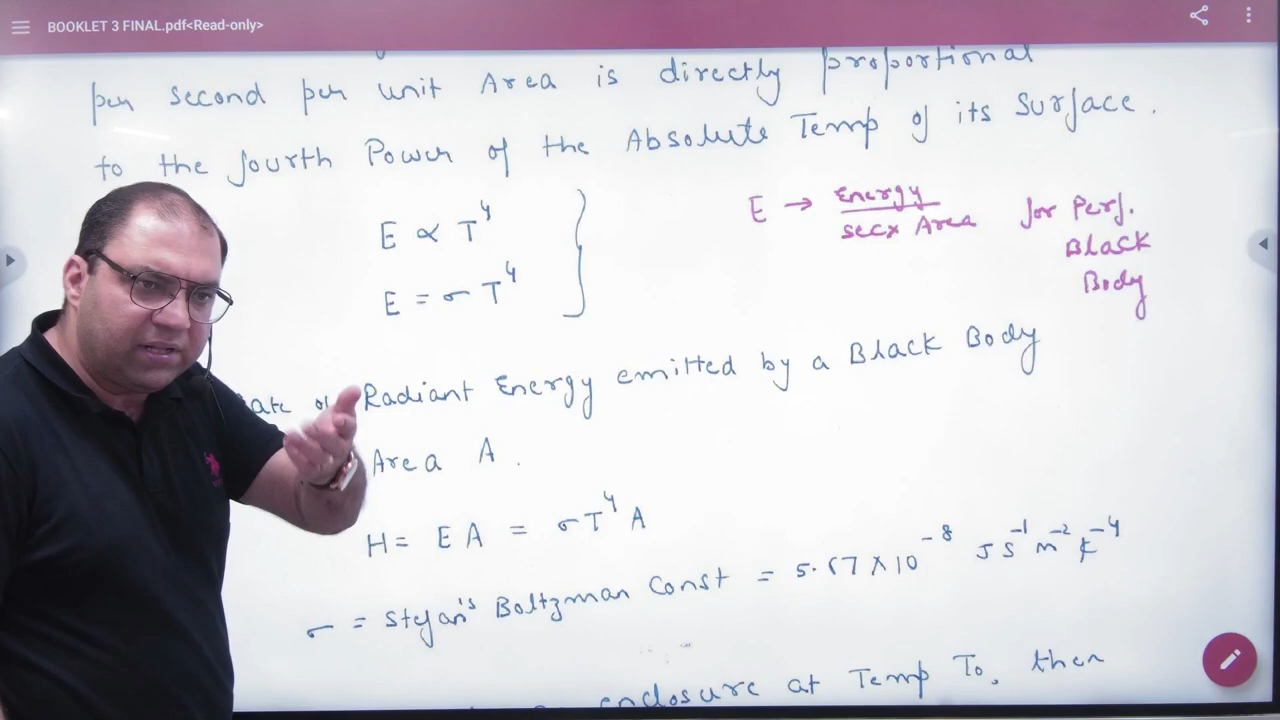 BOOKLET 3 FINAL.pdf<Read-only>
per second per unit Area is directly proportional
to the fourth Power of the Absolute Temp of its Surface.
E ∝ T⁴
E = σ T⁴
E → Energy / sec x Area for Perf.
Black
Body
Radiant Energy emitted by a Black Body
Area A.
H = EA = σT⁴A
σ = Stefan's Boltzman Const = 5.67 X 10⁻⁸ J S⁻¹ m⁻² K⁻⁴
enclosure at Temp T₀, then